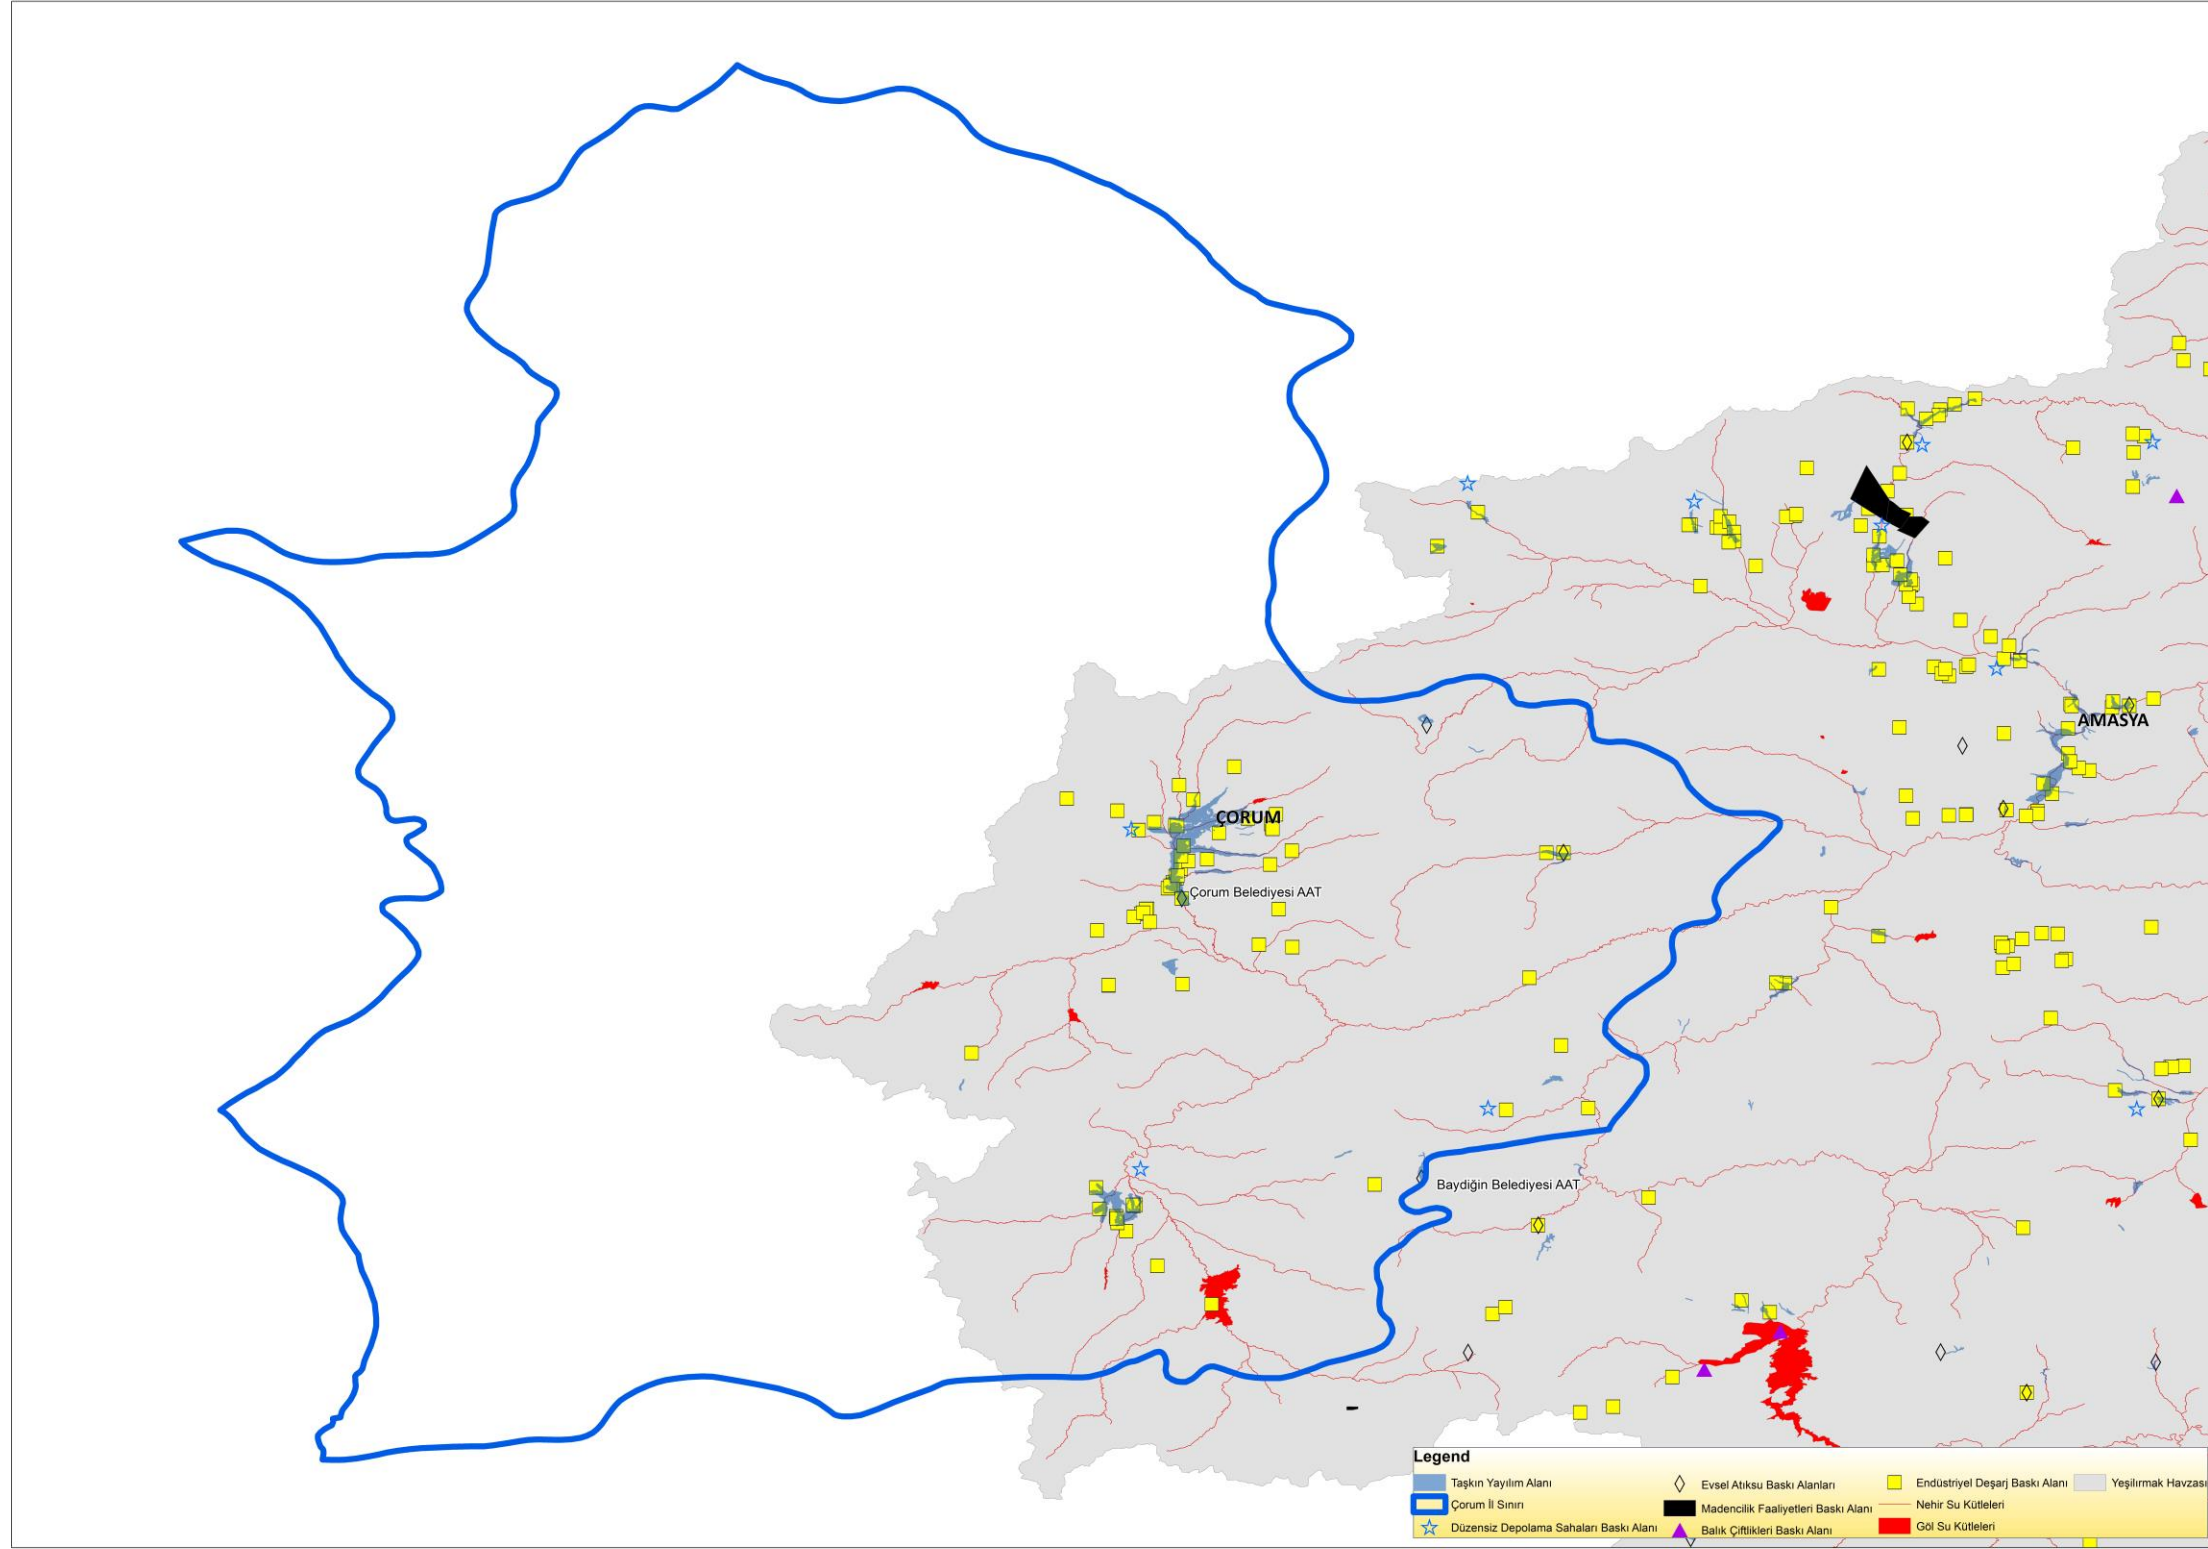 AMASYA
ÇORUM
Çorum Belediyesi AAT
Baydiğin Belediyesi AAT
Legend
Taşkın Yayılım Alanı
Evsel Atıksu Baskı Alanları
Endüstriyel Deşarj Baskı Alanı
Yeşilırmak Havzası
Çorum İl Sınırı
Madencilik Faaliyetleri Baskı Alanı
Nehir Su Kütleleri
Düzensiz Depolama Sahaları Baskı Alanı
Balık Çiftlikleri Baskı Alanı
Göl Su Kütleleri